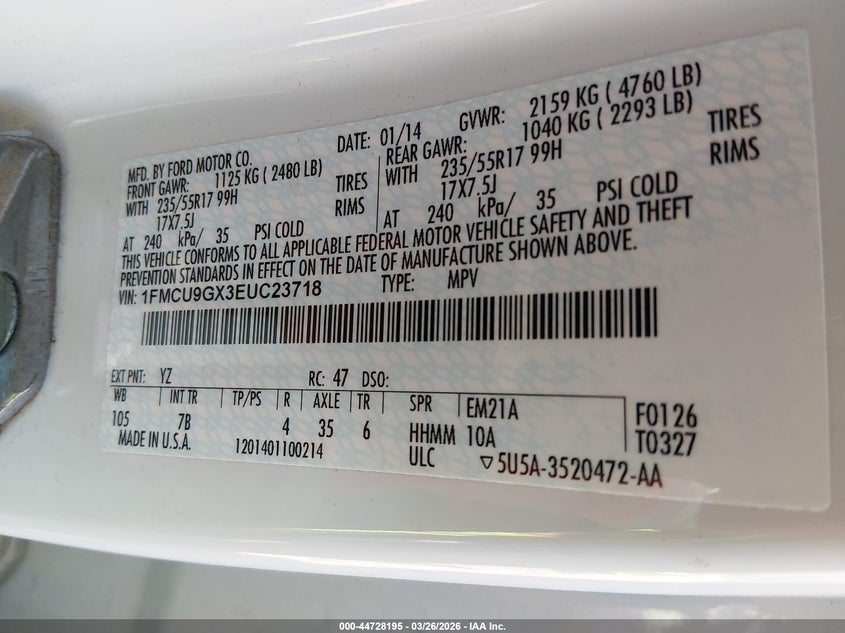 MFD. BY FORD MOTOR CO. DATE: 01/14 GVWR: 2159 KG ( 4760 LB)
FRONT GAWR: 1125 KG ( 2480 LB) REAR GAWR: 1040 KG ( 2293 LB)
WITH 235/55R17 99H TIRES WITH 235/55R17 99H TIRES
17X7.5J RIMS 17X7.5J RIMS
AT 240 kPa/ 35 PSI COLD AT 240 kPa/ 35 PSI COLD
THIS VEHICLE CONFORMS TO ALL APPLICABLE FEDERAL MOTOR VEHICLE SAFETY AND THEFT
PREVENTION STANDARDS IN EFFECT ON THE DATE OF MANUFACTURE SHOWN ABOVE.
VIN: 1FMCU9GX3EUC23718 TYPE: MPV
EXT PNT: YZ RC: 47 DSO:
WB INT TR TP/PS R AXLE TR SPR EM21A F0126
105 7B 4 35 6 HHMM 10A T0327
MADE IN U.S.A. 1201401100214 ULC ▽5U5A-3520472-AA
000-44728195 - 03/26/2026 - IAA Inc.